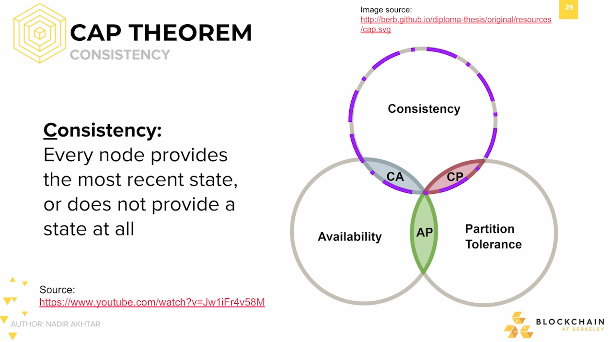 CAP THEOREM
CONSISTENCY
Image source:
http://berb.github.io/diploma-thesis/original/resources
/cap.svg
29
Consistency:
Every node provides
the most recent state,
or does not provide a
state at all
Consistency
CA
CP
Availability
AP
Partition
Tolerance
Source:
https://www.youtube.com/watch?v=Jw1iFr4v58M
AUTHOR: NADIR AKHTAR
BLOCKCHAIN
AT BERKELEY